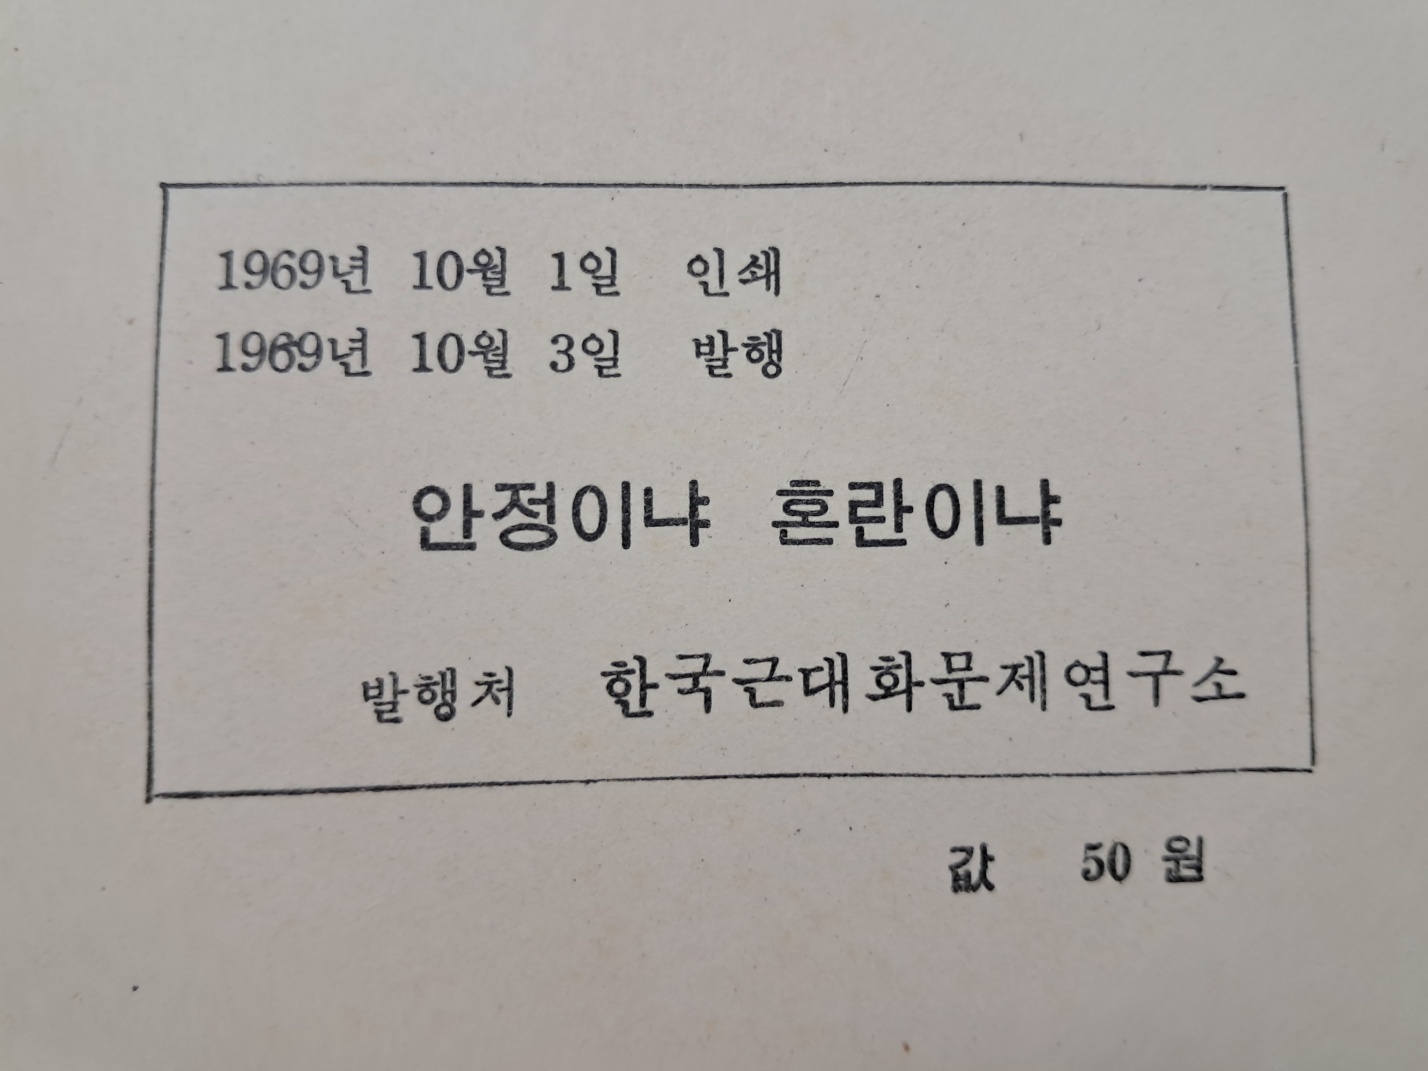 1969년 10월 1일 인쇄
1969년 10월 3일 발행
안정이냐 혼란이냐
발행처 한국근대화문제연구소
값 50 원